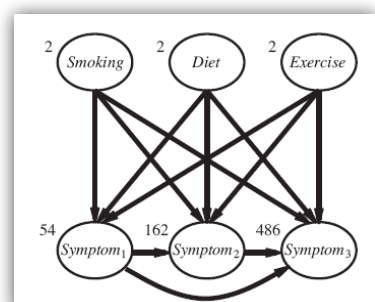 2 Smoking 2 Diet 2 Exercise
54 Symptom₁ 162 Symptom₂ 486 Symptom₃